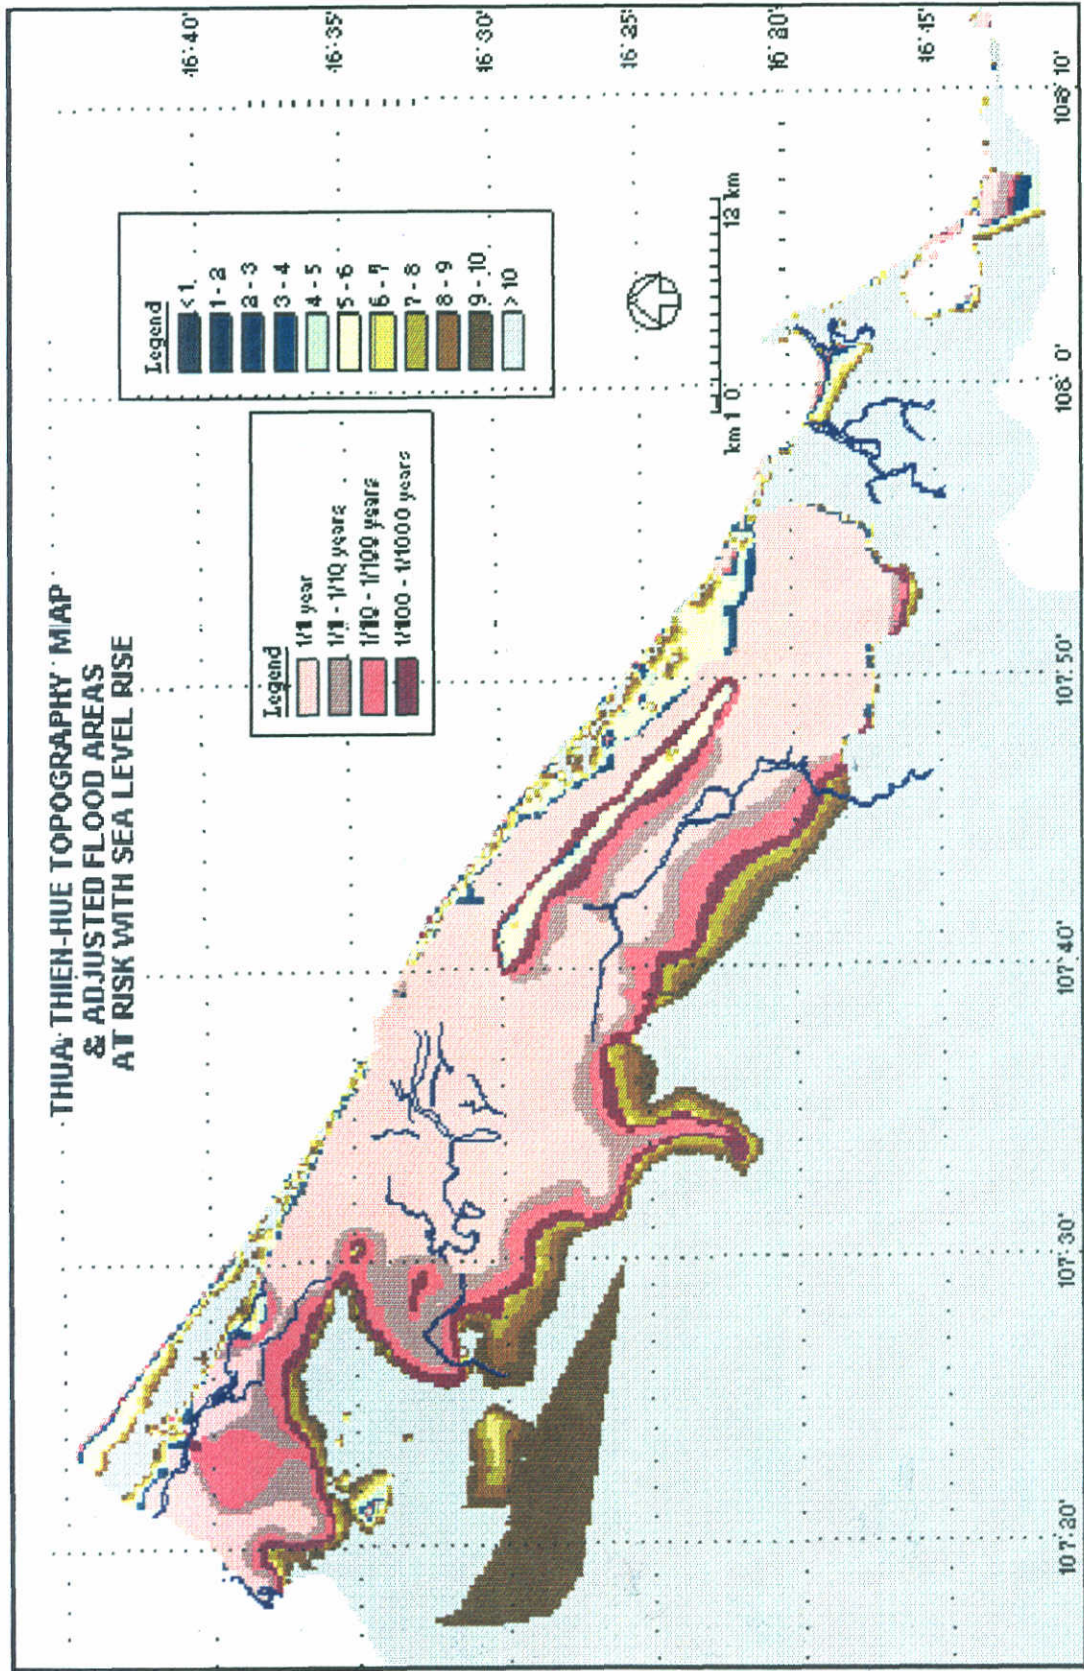 THUA THIEN-HUE TOPOGRAPHY MAP
& ADJUSTED FLOOD AREAS
AT RISK WITH SEA LEVEL RISE
Legend
1/1 year
1/1 - 1/10 years
1/10 - 1/100 years
1/100 - 1/1000 years
Legend
< 1
1 - 2
2 - 3
3 - 4
4 - 5
5 - 6
6 - 7
7 - 8
8 - 9
9 - 10
> 10
km 1 0 12 km
16°40'
16°35'
16°30'
16°25'
16°20'
16°15'
107°20'
107°30'
107°40'
107°50'
108°0'
108°10'